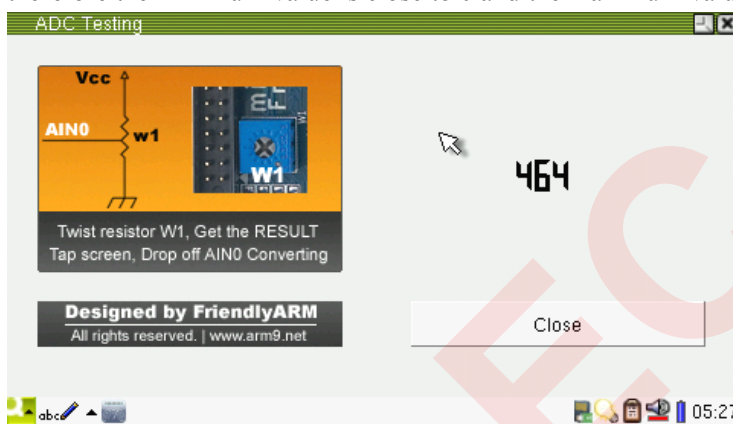 ADC Testing
Vcc
AIN0
w1
W1
W1
Twist resistor W1, Get the RESULT
Tap screen, Drop off AIN0 Converting
464
Designed by FriendlyARM
All rights reserved. | www.arm9.net
Close
abc
05:27